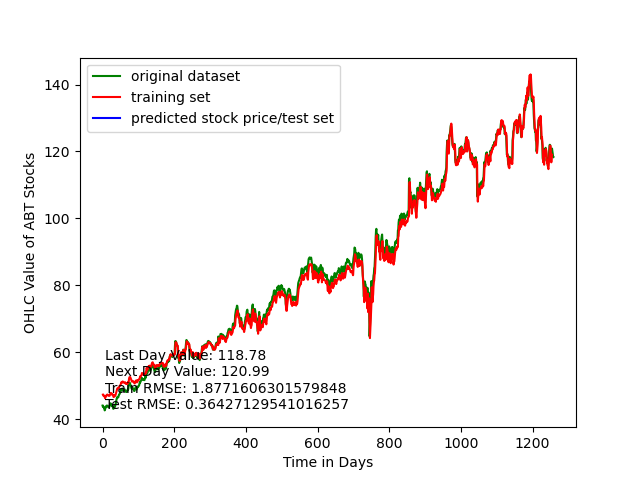 original dataset
training set
predicted stock price/test set
140
120
100
80
60
40
OHLC Value of ABT Stocks
Last Day Value: 118.78
Next Day Value: 120.99
Train RMSE: 1.8771606301579848
Test RMSE: 0.36427129541016257
0 200 400 600 800 1000 1200
Time in Days